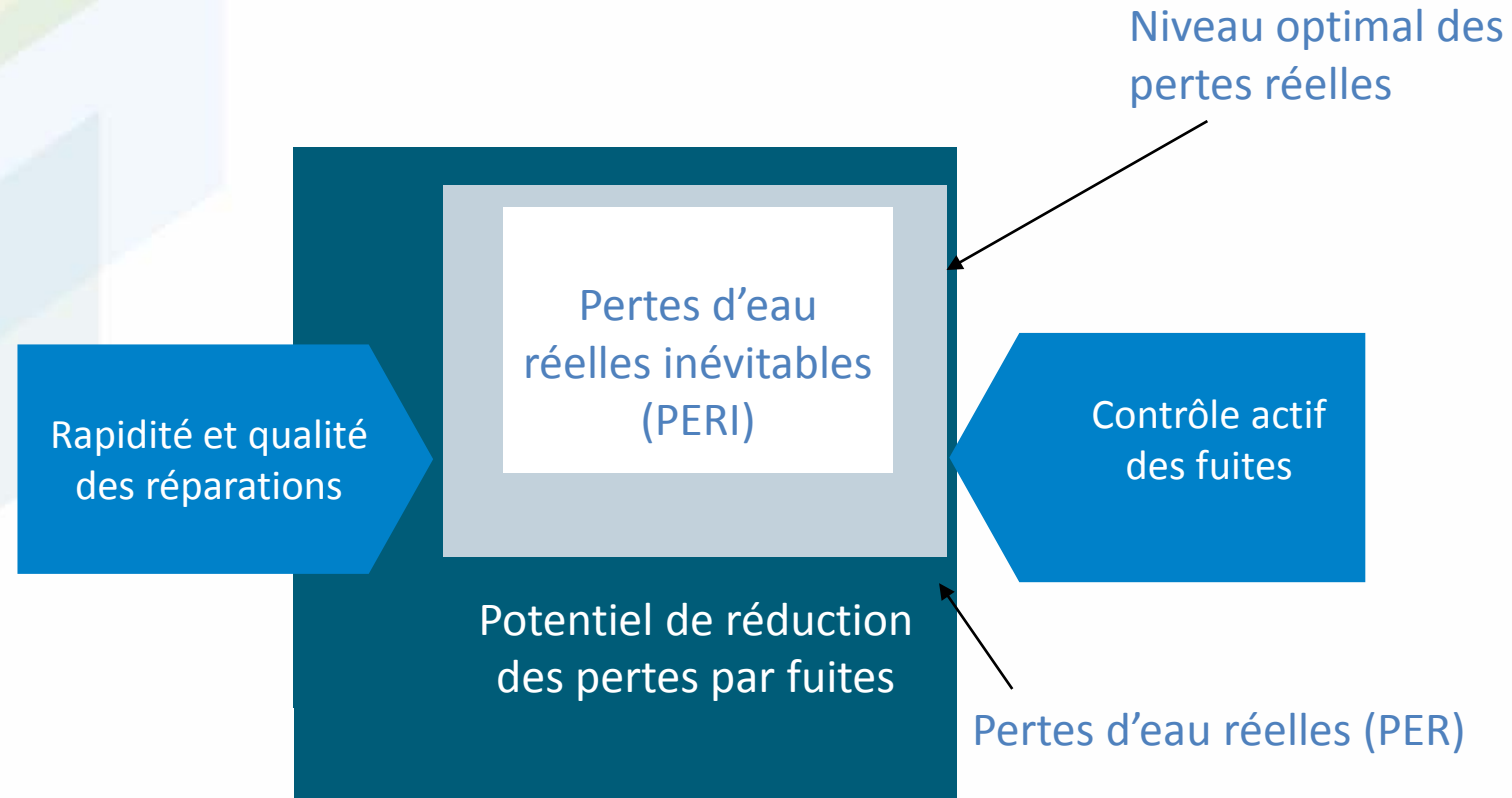 Niveau optimal des
pertes réelles
Pertes d’eau
réelles inévitables
(PERI)
Rapidité et qualité
des réparations
Contrôle actif
des fuites
Potentiel de réduction
des pertes par fuites
Pertes d’eau réelles (PER)